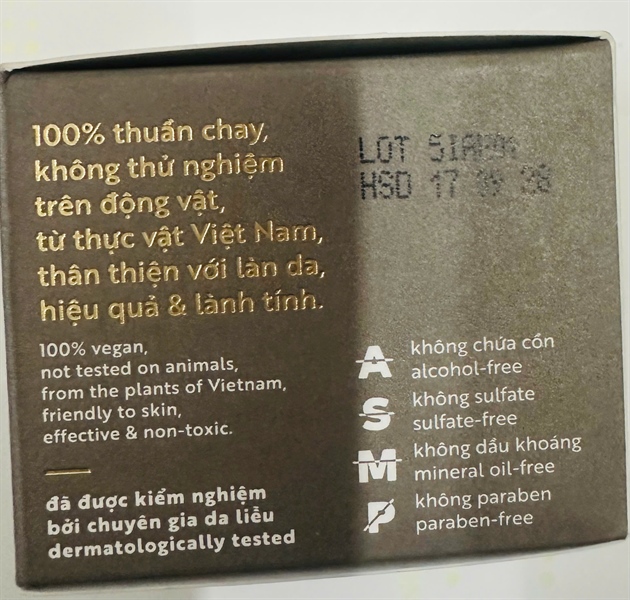 100% thuần chay,
không thử nghiệm
trên động vật,
từ thực vật Việt Nam,
thân thiện với làn da,
hiệu quả & lành tính.
100% vegan,
not tested on animals,
from the plants of Vietnam,
friendly to skin,
effective & non-toxic.
đã được kiểm nghiệm
bởi chuyên gia da liễu
dermatologically tested
LOT
HSD 17
A không chứa cồn
alcohol-free
S không sulfate
sulfate-free
M không dầu khoáng
mineral oil-free
P không paraben
paraben-free